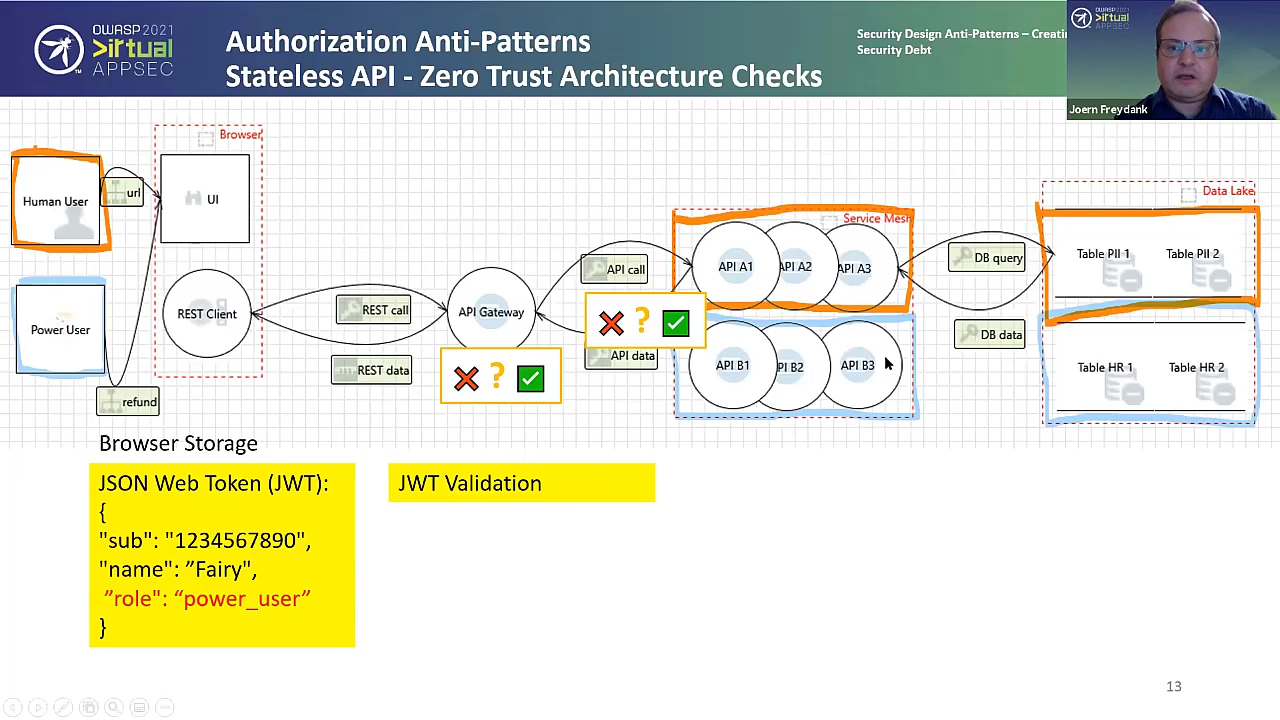 OWASP 2021
Virtual
APPSEC
Authorization Anti-Patterns
Stateless API - Zero Trust Architecture Checks
Security Design Anti-Patterns – Creatin
Security Debt
Virtual
Joern Freydank
Browser
Human User
url
UI
Power User
refund
REST Client
REST call
REST data
API Gateway
? 
API call
?
API data
Service Mesh
API A1
API A2
API A3
API B1
PI B2
API B3
DB query
DB data
Data Lake
Table PII 1
Table PII 2
Table HR 1
Table HR 2
Browser Storage
JSON Web Token (JWT):
{
"sub": "1234567890",
"name": ”Fairy",
”role": “power_user”
}
JWT Validation
13